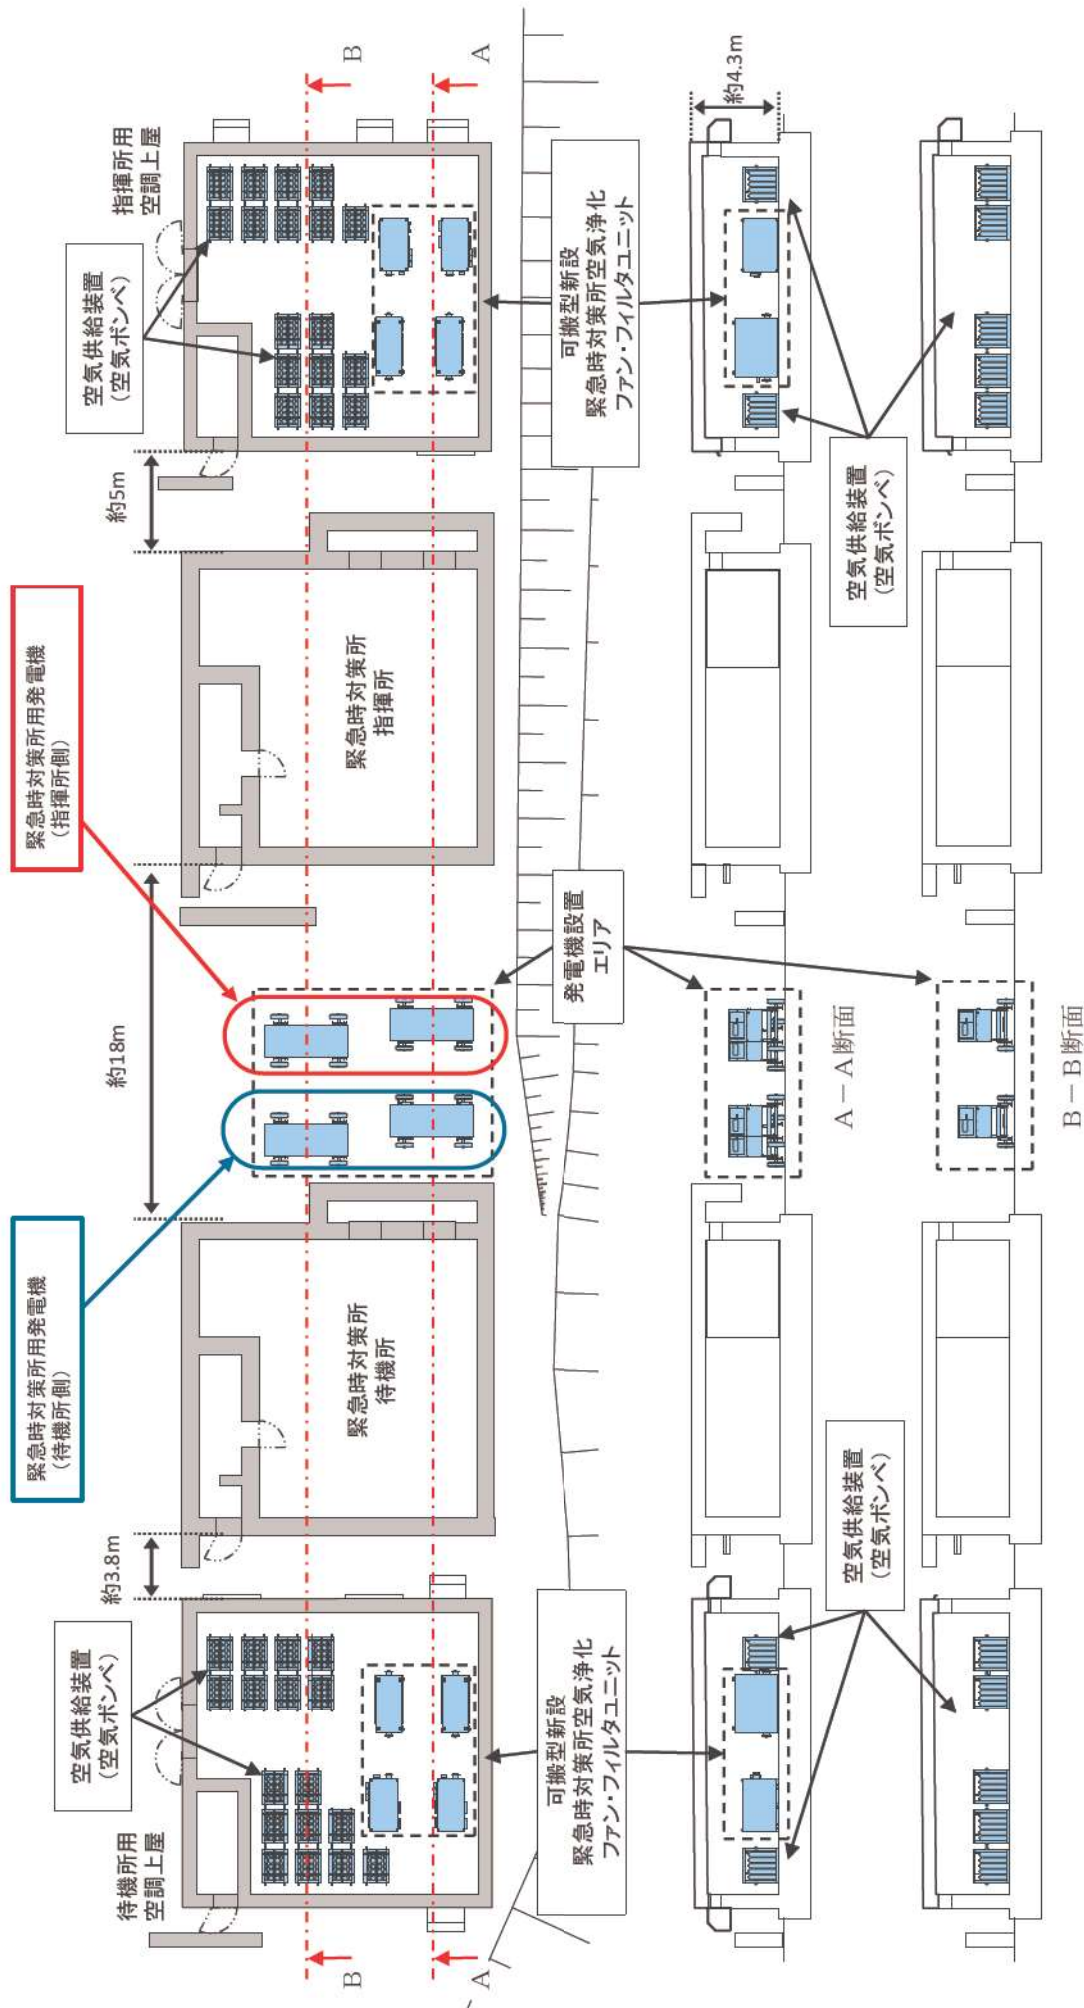 緊急時対策所用発電機
(待機所側)
緊急時対策所用発電機
(指揮所側)
待機所用
空調上屋
空気供給装置
(空気ボンベ)
約3.8m
約18m
約5m
空気供給装置
(空気ボンベ)
指揮所用
空調上屋
B
B
緊急時対策所
待機所
緊急時対策所
指揮所
A
A
可搬型新設
緊急時対策所空気浄化
ファン・フィルタユニット
発電機設置
エリア
可搬型新設
緊急時対策所空気浄化
ファン・フィルタユニット
約4.3m
A－A断面
空気供給装置
(空気ボンベ)
空気供給装置
(空気ボンベ)
B－B断面